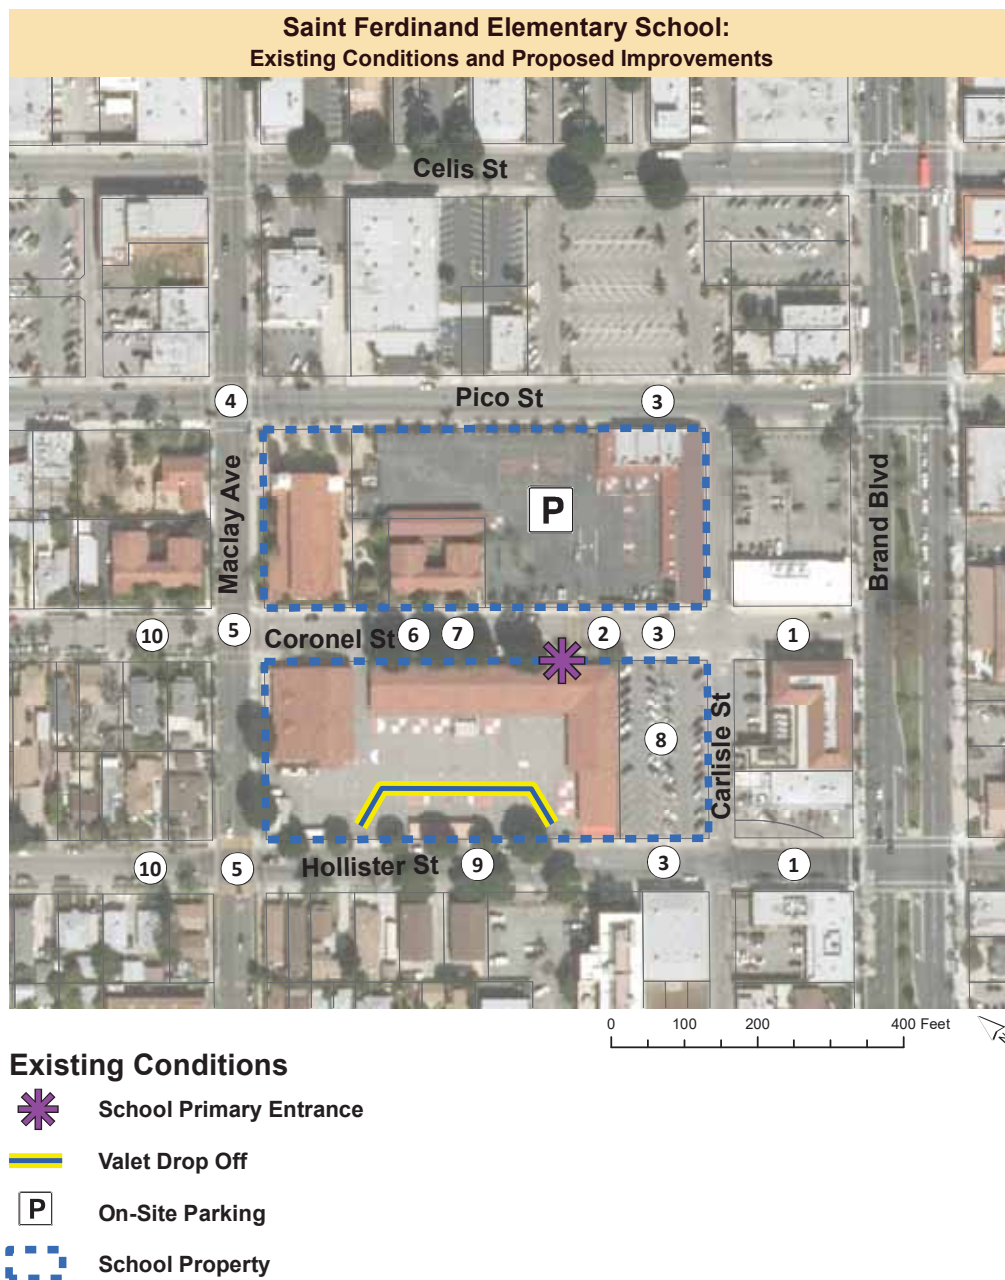 Saint Ferdinand Elementary School:
Existing Conditions and Proposed Improvements
Celis St
Pico St
4
3
Maclay Ave
P
Brand Blvd
10
5
Coronel St
6
7
2
3
1
8
Carlisle St
10
5
Hollister St
9
3
1
0
100
200
400 Feet
N
Existing Conditions
School Primary Entrance
Valet Drop Off
P
On-Site Parking
School Property